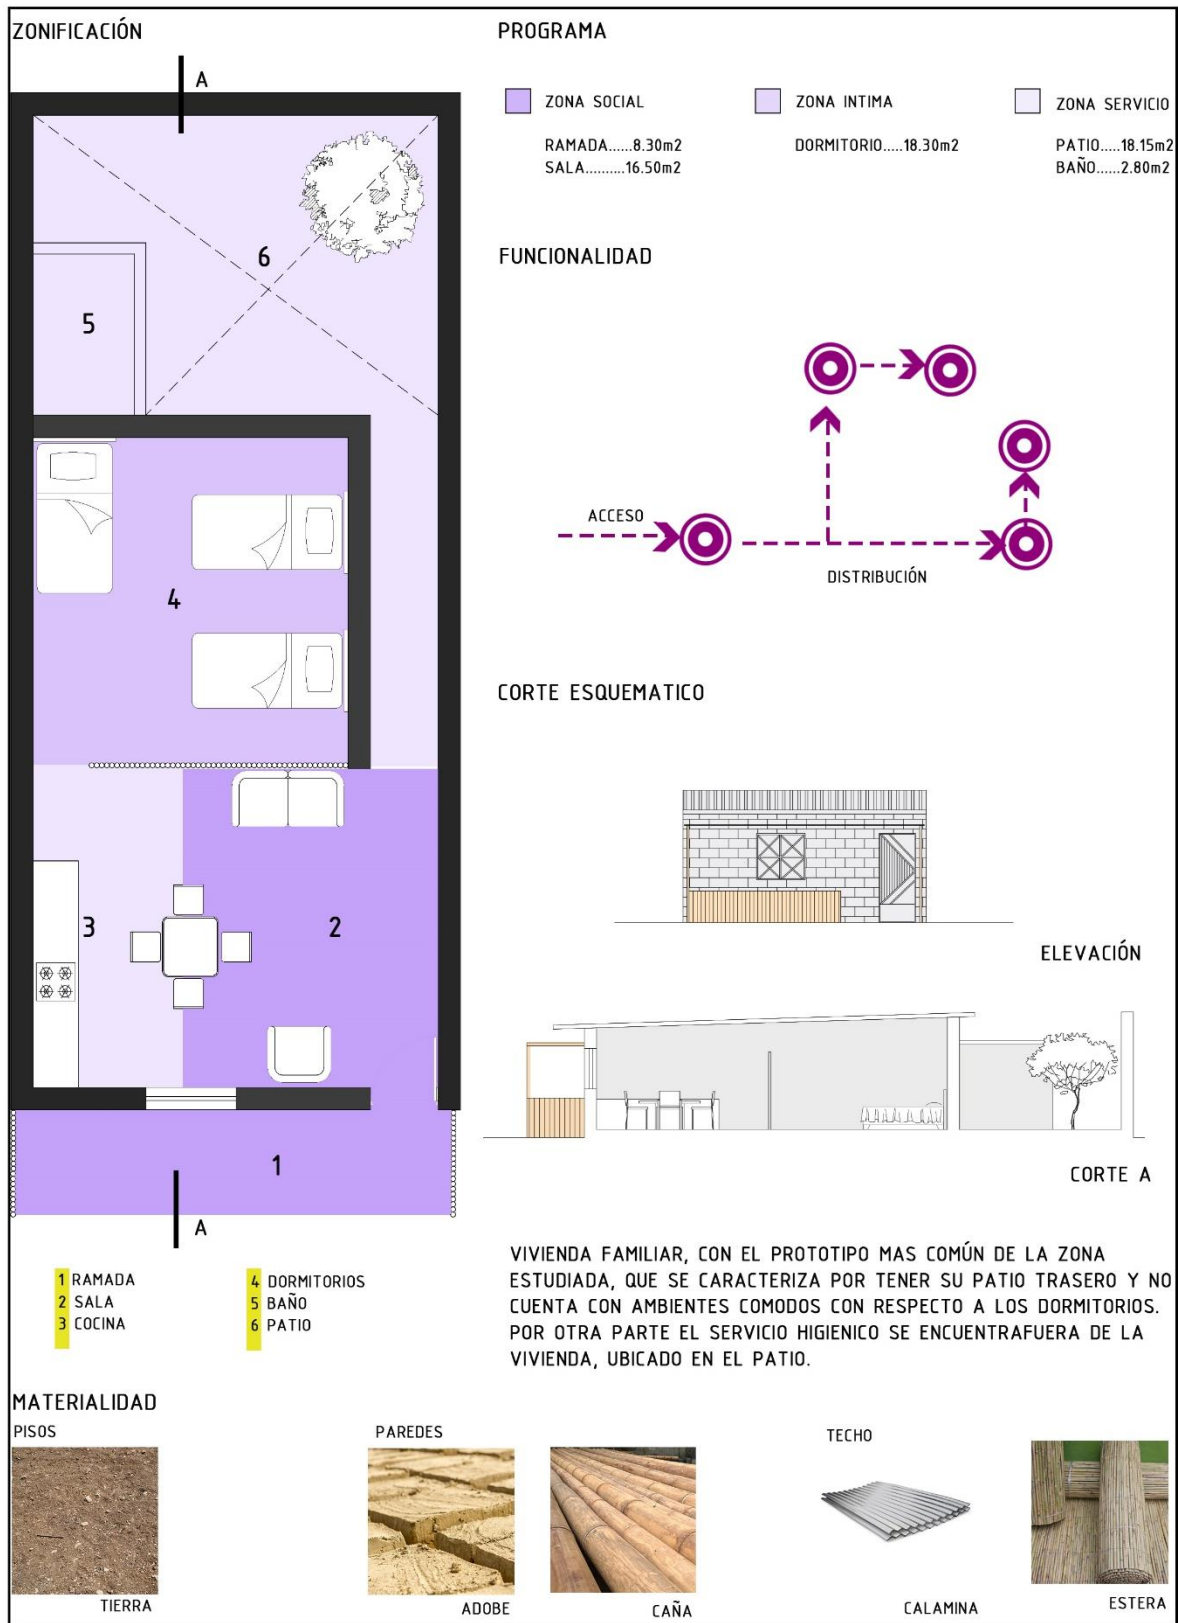 ZONIFICACIÓN
A
6
5
4
3
2
1
A
1 RAMADA
2 SALA
3 COCINA
4 DORMITORIOS
5 BAÑO
6 PATIO
PROGRAMA
ZONA SOCIAL
RAMADA......8.30m2
SALA..........16.50m2
ZONA INTIMA
DORMITORIO....18.30m2
ZONA SERVICIO
PATIO.....18.15m2
BAÑO......2.80m2
FUNCIONALIDAD
ACCESO
DISTRIBUCIÓN
CORTE ESQUEMATICO
ELEVACIÓN
CORTE A
VIVIENDA FAMILIAR, CON EL PROTOTIPO MAS COMÚN DE LA ZONA
ESTUDIADA, QUE SE CARACTERIZA POR TENER SU PATIO TRASERO Y NO
CUENTA CON AMBIENTES COMODOS CON RESPECTO A LOS DORMITORIOS.
POR OTRA PARTE EL SERVICIO HIGIENICO SE ENCUENTRAFUERA DE LA
VIVIENDA, UBICADO EN EL PATIO.
MATERIALIDAD
PISOS
TIERRA
PAREDES
ADOBE
CAÑA
TECHO
CALAMINA
ESTERA